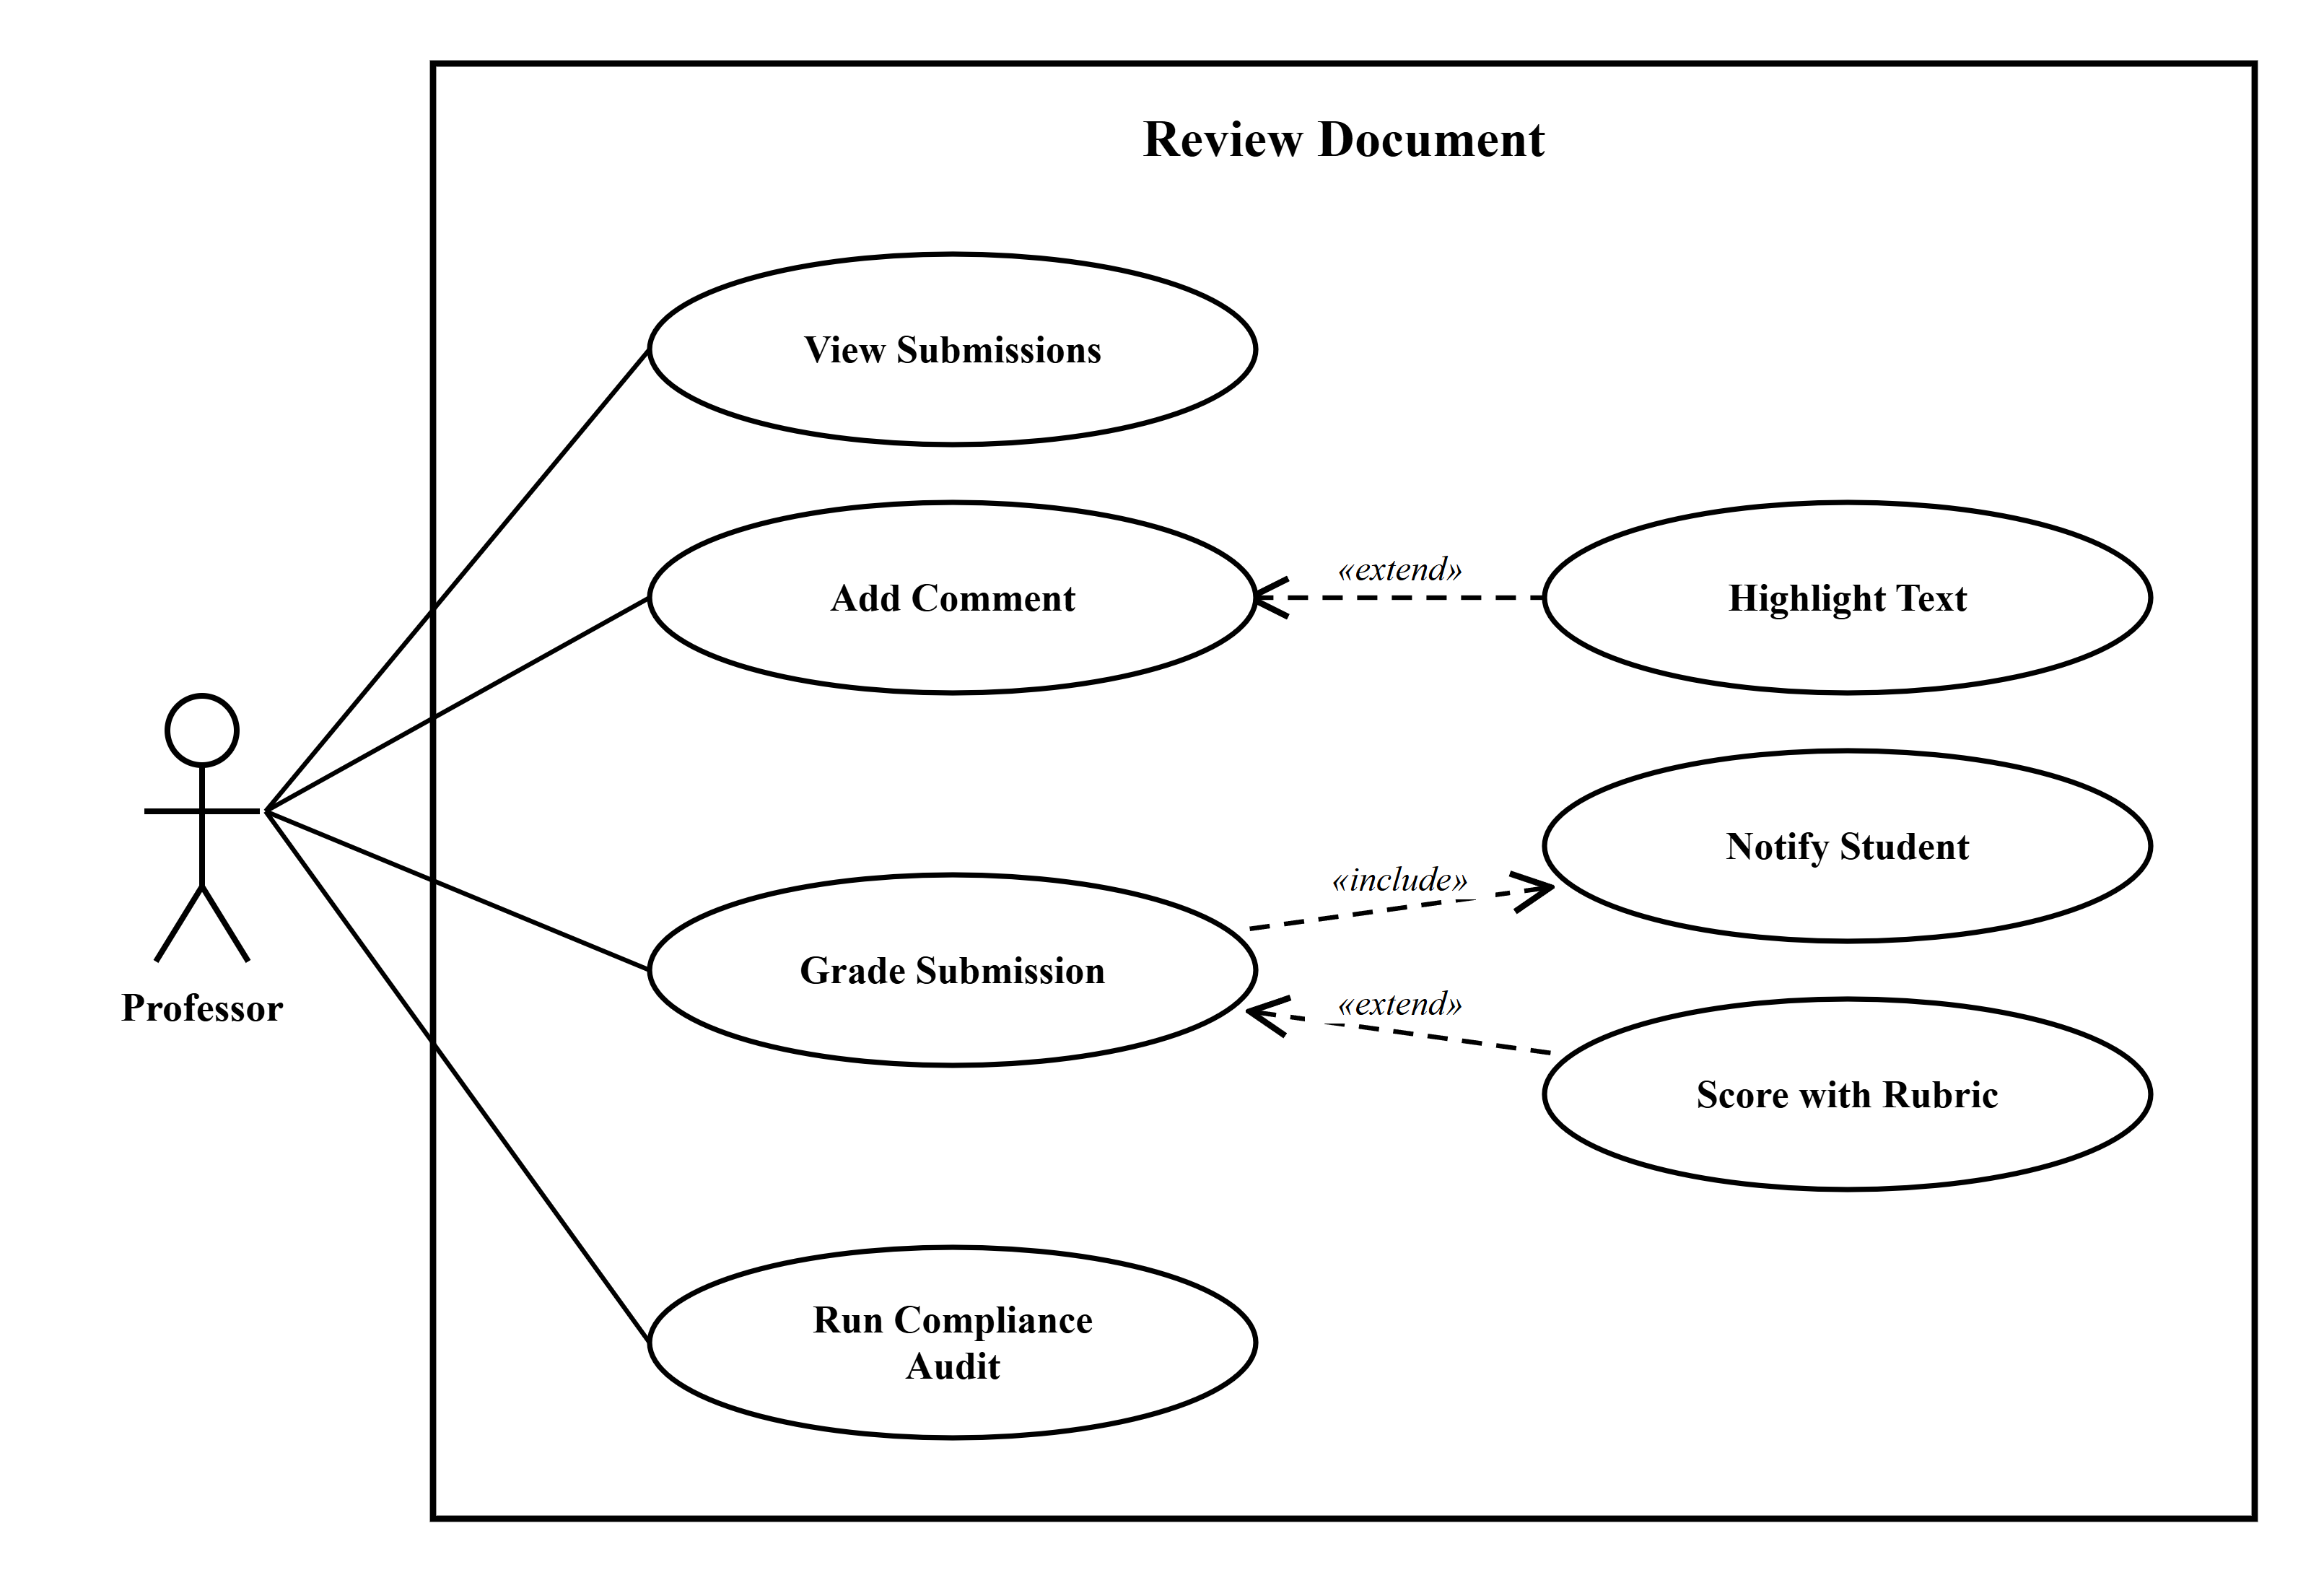 Review Document
View Submissions
Add Comment
«extend»
Highlight Text
Notify Student
«include»
Grade Submission
«extend»
Professor
Score with Rubric
Run Compliance
Audit